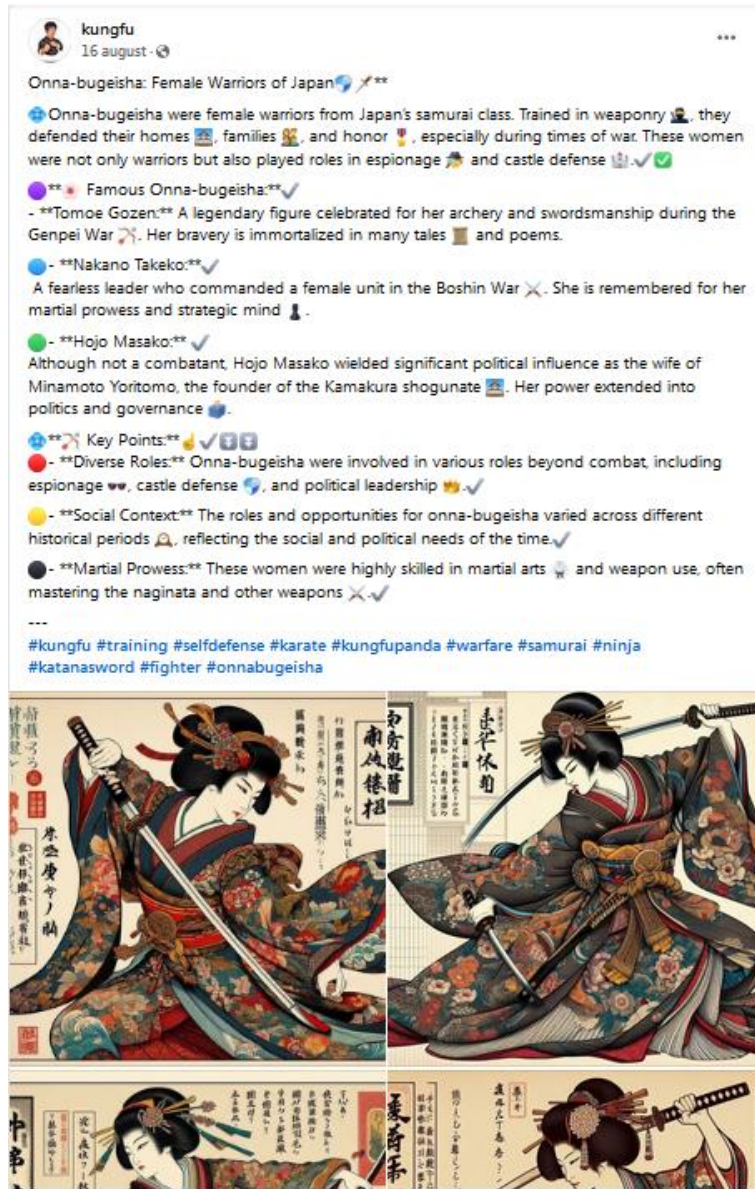 kungfu
16 august
Onna-bugeisha: Female Warriors of Japan🌎🗡️**
💠Onna-bugeisha were female warriors from Japan's samurai class. Trained in weaponry 🥷, they
defended their homes 🏯, families 👨‍👩‍👧‍👦, and honor 🎖️, especially during times of war. These women
were not only warriors but also played roles in espionage 🕵️ and castle defense 🏰.✔️✅
🟣**🌸 Famous Onna-bugeisha:**✔️
- **Tomoe Gozen:** A legendary figure celebrated for her archery and swordsmanship during the
Genpei War 🏹. Her bravery is immortalized in many tales 📜 and poems.
🔵- **Nakano Takeko:**✔️
A fearless leader who commanded a female unit in the Boshin War ⚔️. She is remembered for her
martial prowess and strategic mind ♟️.
🟢- **Hojo Masako:** ✔️
Although not a combatant, Hojo Masako wielded significant political influence as the wife of
Minamoto Yoritomo, the founder of the Kamakura shogunate 🏯. Her power extended into
politics and governance 🗳️.
💠**🏹 Key Points:**☝️✔️⏬⏬
🔴- **Diverse Roles:** Onna-bugeisha were involved in various roles beyond combat, including
espionage 🕶️, castle defense 🌎, and political leadership 👑.✔️
🟡- **Social Context:** The roles and opportunities for onna-bugeisha varied across different
historical periods 🕰️, reflecting the social and political needs of the time.✔️
⚫- **Martial Prowess:** These women were highly skilled in martial arts 🥋 and weapon use, often
mastering the naginata and other weapons ⚔️.✔️
---
#kungfu #training #selfdefense #karate #kungfupanda #warfare #samurai #ninja
#katanasword #fighter #onnabugeisha